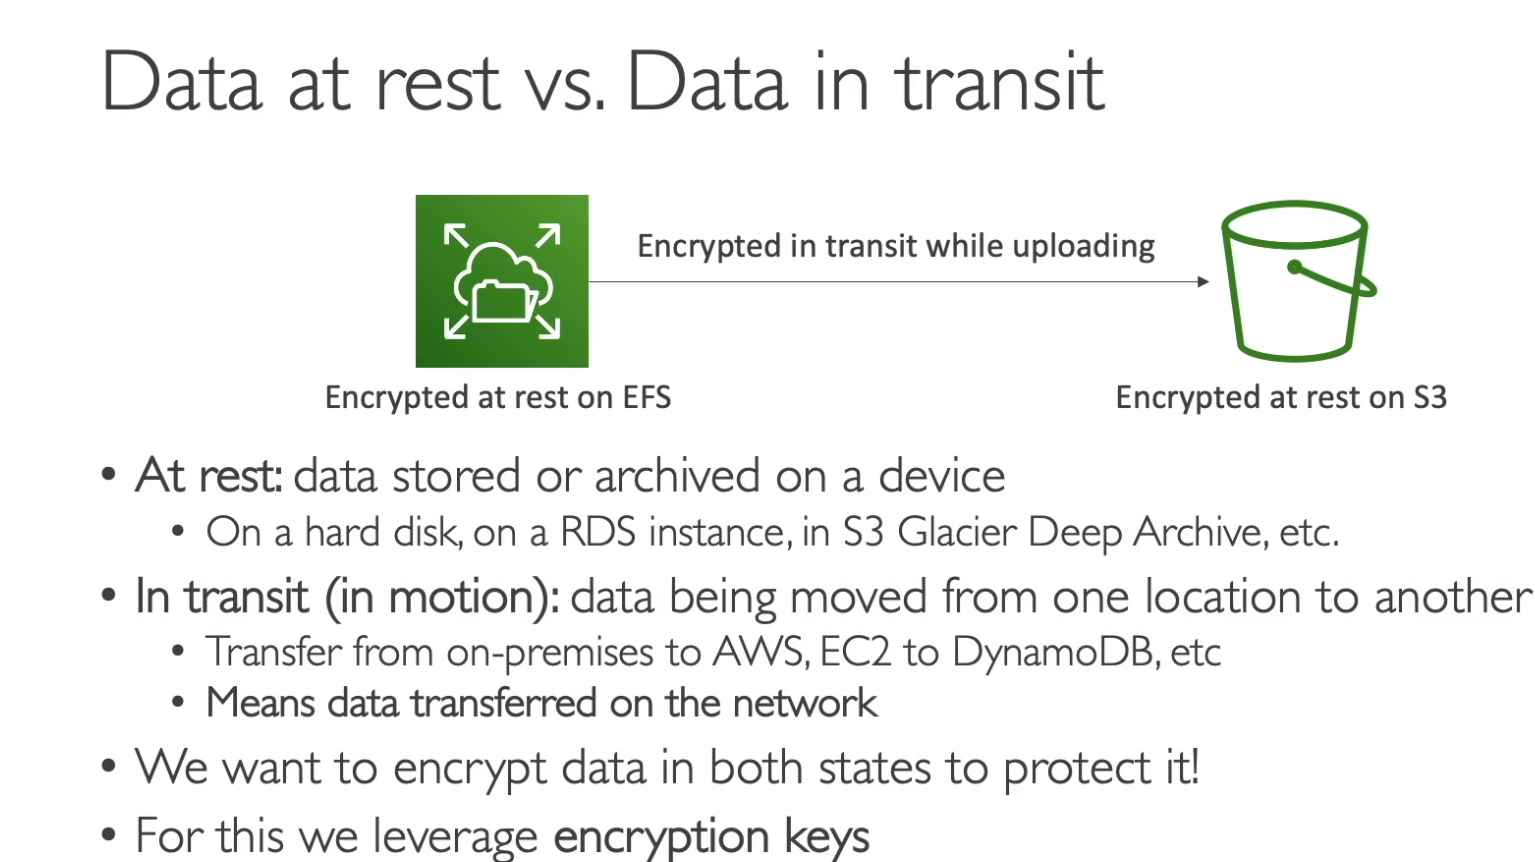 Data at rest vs. Data in transit
Encrypted in transit while uploading
Encrypted at rest on EFS
Encrypted at rest on S3
• At rest: data stored or archived on a device
• On a hard disk, on a RDS instance, in S3 Glacier Deep Archive, etc.
• In transit (in motion): data being moved from one location to another
• Transfer from on-premises to AWS, EC2 to DynamoDB, etc
• Means data transferred on the network
• We want to encrypt data in both states to protect it!
• For this we leverage encryption keys